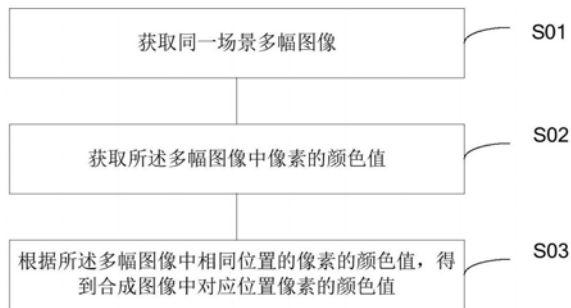 获取同一场景多幅图像
S01
获取所述多幅图像中像素的颜色值
S02
根据所述多幅图像中相同位置的像素的颜色值，得
到合成图像中对应位置像素的颜色值
S03